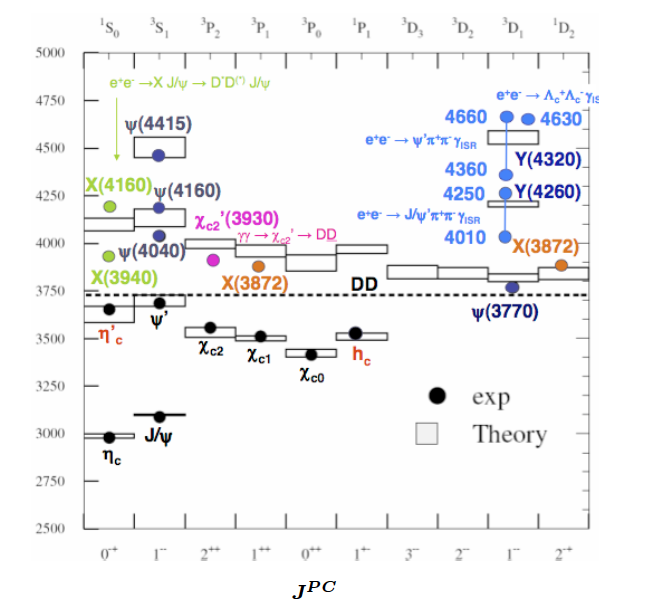 ¹S₀ ³S₁ ³P₂ ³P₁ ³P₀ ¹P₁ ³D₃ ³D₂ ³D₁ ¹D₂
5000
e⁺e⁻ →X J/ψ → D*D⁽*⁾ J/ψ
e⁺e⁻ → Λc⁺Λc⁻γIS
4750
4660 4630
ψ(4415)
e⁺e⁻ → ψ'π⁺π⁻γISR
4500
Y(4320)
4360
X(4160) ψ(4160)
4250 Y(4260)
4250
χc2'(3930)
e⁺e⁻ → J/ψ'π⁺π⁻γISR
γγ → χc2' → DD
4010
4000
ψ(4040)
X(3872)
X(3940)
X(3872)
DD
3750
ψ(3770)
η'c ψ'
3500
χc2 χc1 hc
χc0
3250
exp
3000
J/ψ
Theory
ηc
2750
2500
0⁻⁺ 1⁻⁻ 2⁺⁺ 1⁺⁺ 0⁺⁺ 1⁺⁻ 3⁻⁻ 2⁻⁻ 1⁻⁻ 2⁻⁺
J^PC